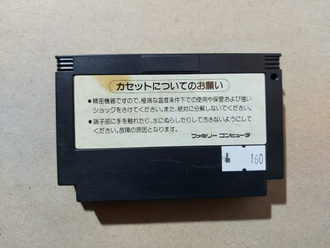 カセットについてのお願い
●精密機器ですので、極端な温度条件下での使用や保管および強い
ショックをさけてください。また、絶対に分解しないでください。
●端子部に手を触れたり、水にぬらしたりして汚さないようにして
ください。故障の原因となります。
ファミリー コンピュータ
160